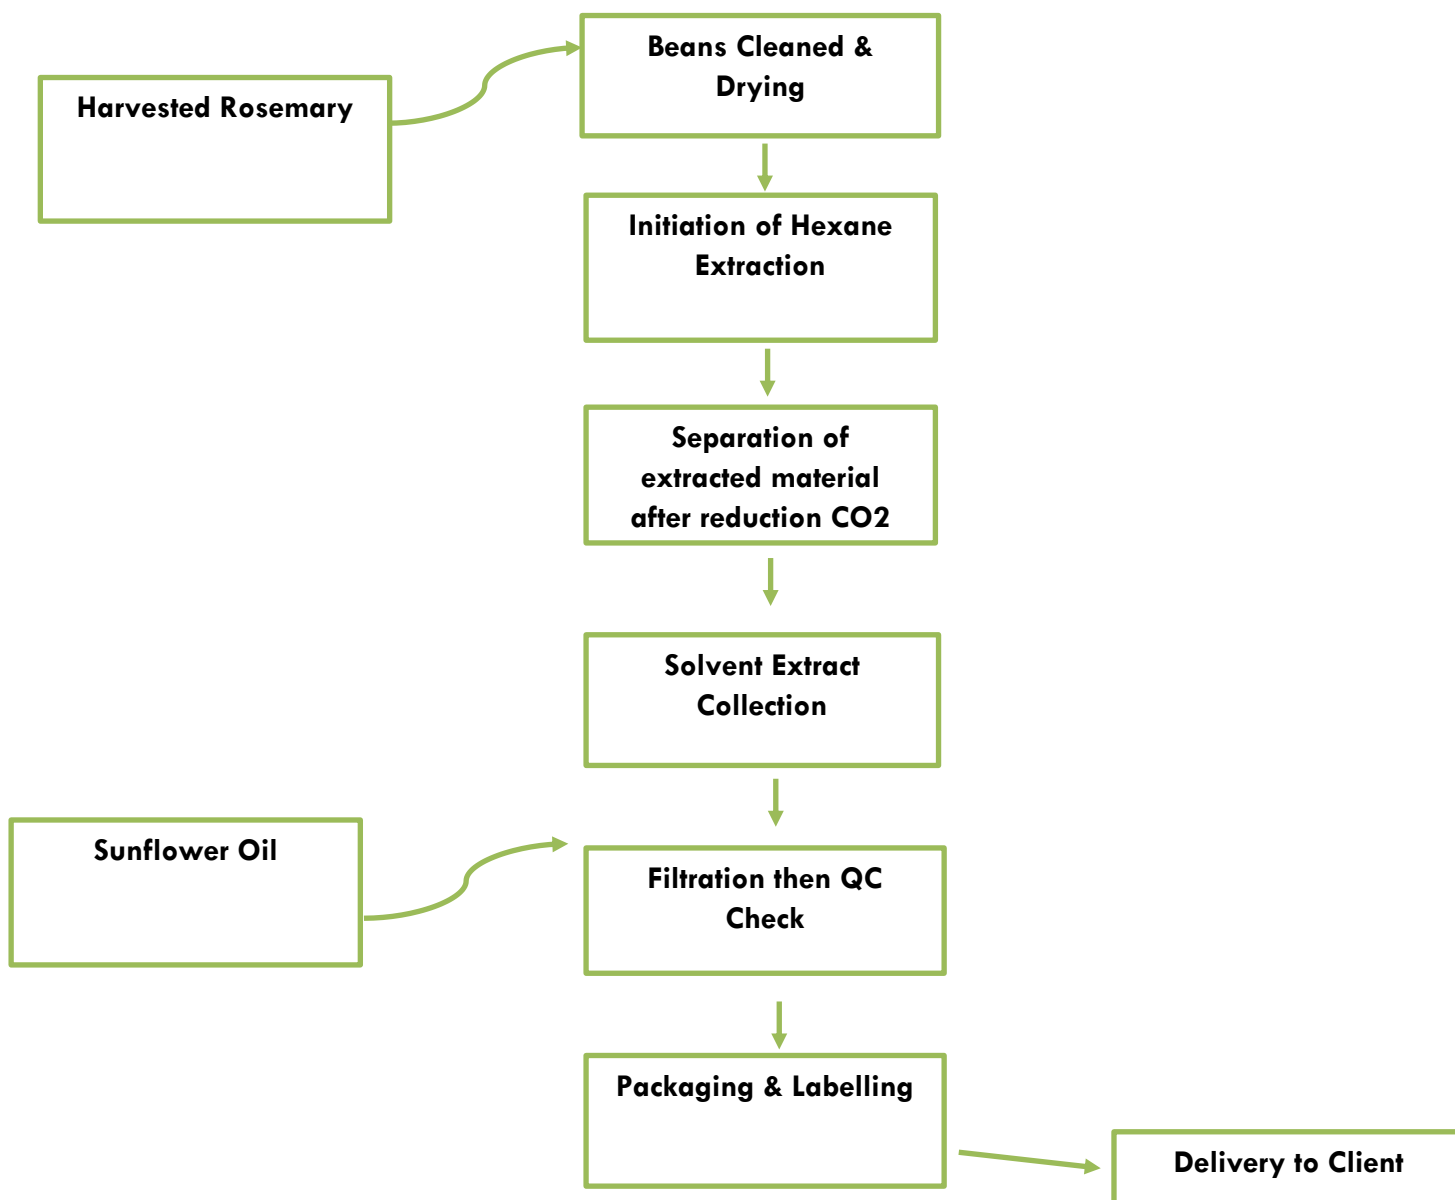 Harvested Rosemary
Beans Cleaned &
Drying
Initiation of Hexane
Extraction
Separation of
extracted material
after reduction CO2
Solvent Extract
Collection
Sunflower Oil
Filtration then QC
Check
Packaging & Labelling
Delivery to Client